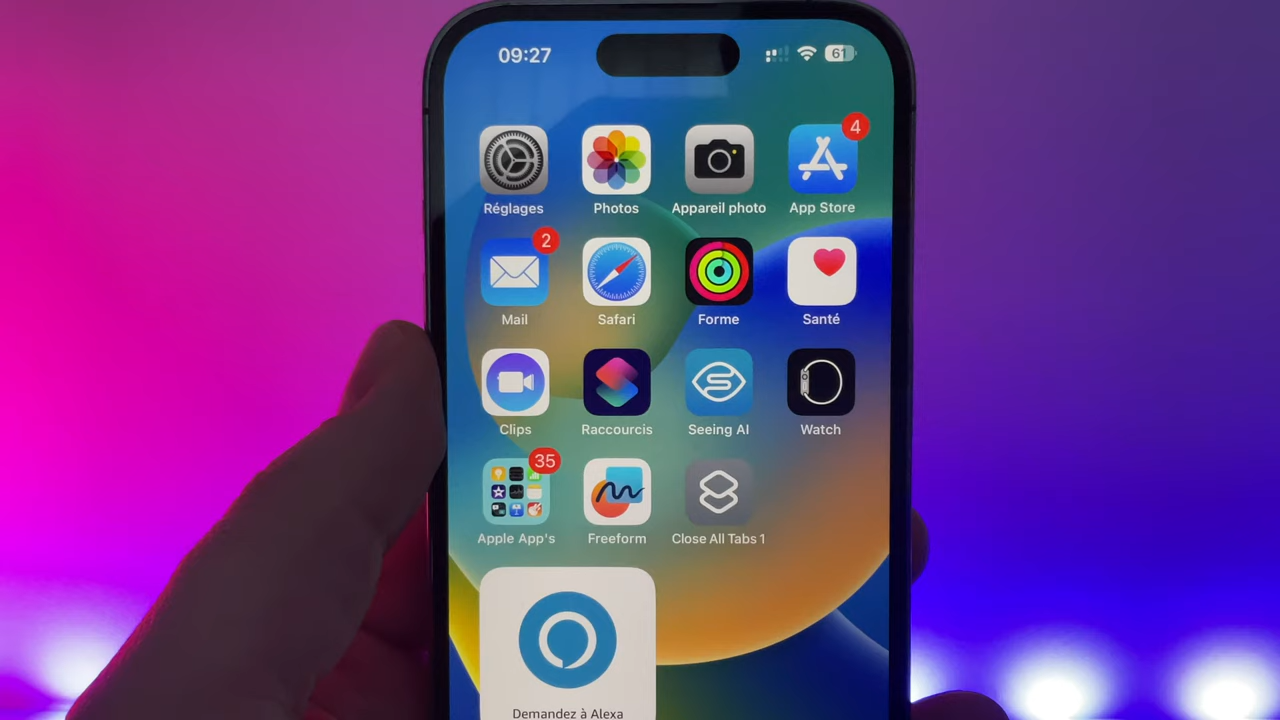 09:27
61
4
Réglages
Photos
Appareil photo
App Store
2
Mail
Safari
Forme
Santé
Clips
Raccourcis
Seeing AI
Watch
35
Apple App's
Freeform
Close All Tabs 1
Demandez à Alexa